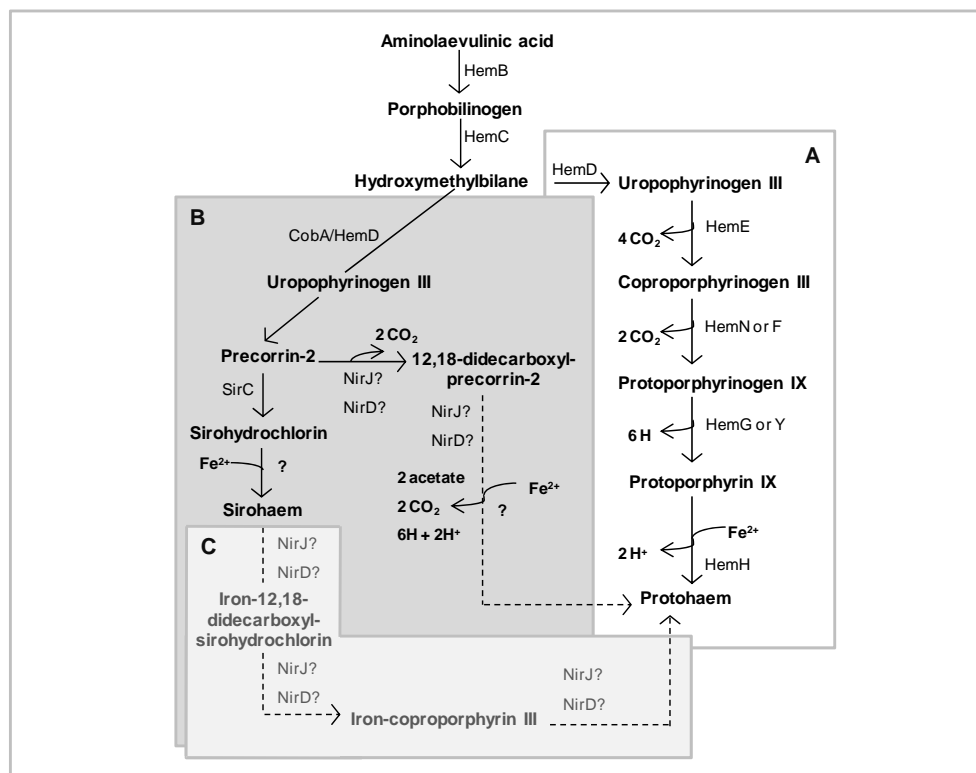 Aminolaevulinic acid
HemB
Porphobilinogen
HemC
A
HemD
Hydroxymethylbilane
Uropophyrinogen III
B
CobA/HemD
HemE
4 CO₂
Uropophyrinogen III
Coproporphyrinogen III
2 CO₂
HemN or F
2 CO₂
Precorrin-2
12,18-didecarboxyl-
precorrin-2
NirJ?
NirD?
SirC
Protoporphyrinogen IX
NirJ?
NirD?
HemG or Y
6H
Sirohydrochlorin
Fe²⁺
?
2 acetate
2 CO₂
6H + 2H⁺
Fe²⁺
?
Protoporphyrin IX
Sirohaem
Fe²⁺
2 H⁺
HemH
C
NirJ?
NirD?
Iron-12,18-
didecarboxyl-
sirohydrochlorin
Protohaem
NirJ?
NirD?
NirJ?
NirD?
Iron-coproporphyrin III